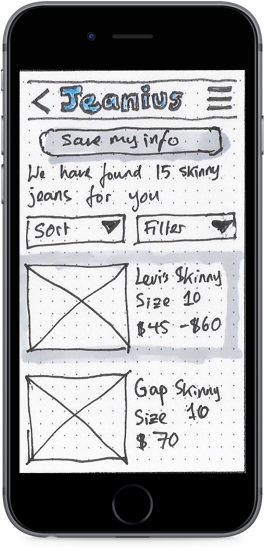 < Jeanius
Save my info
We have found 15 skinny
jeans for you
Sort
Filter
Levi's Skinny
Size 10
$45 - $60
Gap Skinny
Size 10
$70